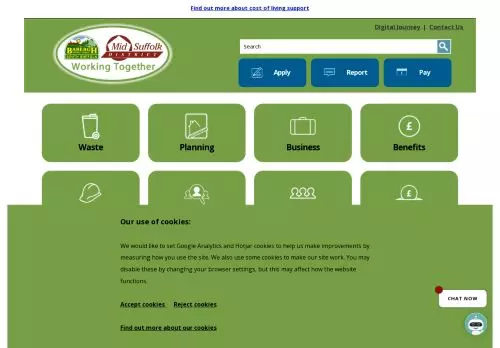 Find out more about cost of living support
Digital Journey | Contact Us
BABERGH
Mid Suffolk
DISTRICT
Working Together
Search
Apply
Report
Pay
Waste
Planning
Business
Benefits
Our use of cookies:
We would like to set Google Analytics and Hotjar cookies to help us make improvements by
measuring how you use the site. We also use some cookies to make our site work. You may
disable these by changing your browser settings, but this may affect how the website
functions.
Accept cookies Reject cookies
Find out more about our cookies
CHAT NOW